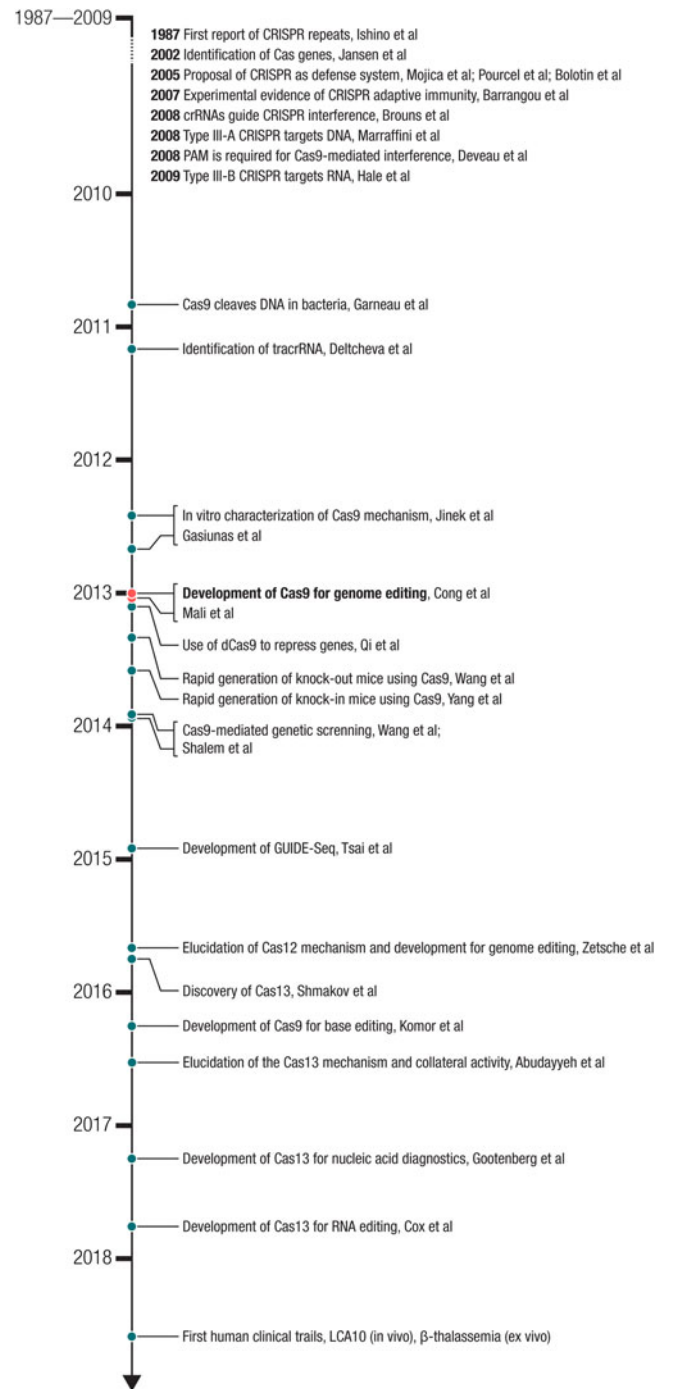 1987—2009
1987 First report of CRISPR repeats, Ishino et al
2002 Identification of Cas genes, Jansen et al
2005 Proposal of CRISPR as defense system, Mojica et al; Pourcel et al; Bolotin et al
2007 Experimental evidence of CRISPR adaptive immunity, Barrangou et al
2008 crRNAs guide CRISPR interference, Brouns et al
2008 Type III-A CRISPR targets DNA, Marraffini et al
2008 PAM is required for Cas9-mediated interference, Deveau et al
2009 Type III-B CRISPR targets RNA, Hale et al
2010
Cas9 cleaves DNA in bacteria, Garneau et al
2011
Identification of tracrRNA, Deltcheva et al
2012
In vitro characterization of Cas9 mechanism, Jinek et al
Gasiunas et al
2013
Development of Cas9 for genome editing, Cong et al
Mali et al
Use of dCas9 to repress genes, Qi et al
Rapid generation of knock-out mice using Cas9, Wang et al
Rapid generation of knock-in mice using Cas9, Yang et al
2014
Cas9-mediated genetic screnning, Wang et al;
Shalem et al
Development of GUIDE-Seq, Tsai et al
2015
Elucidation of Cas12 mechanism and development for genome editing, Zetsche et al
Discovery of Cas13, Shmakov et al
2016
Development of Cas9 for base editing, Komor et al
Elucidation of the Cas13 mechanism and collateral activity, Abudayyeh et al
2017
Development of Cas13 for nucleic acid diagnostics, Gootenberg et al
Development of Cas13 for RNA editing, Cox et al
2018
First human clinical trails, LCA10 (in vivo), β-thalassemia (ex vivo)